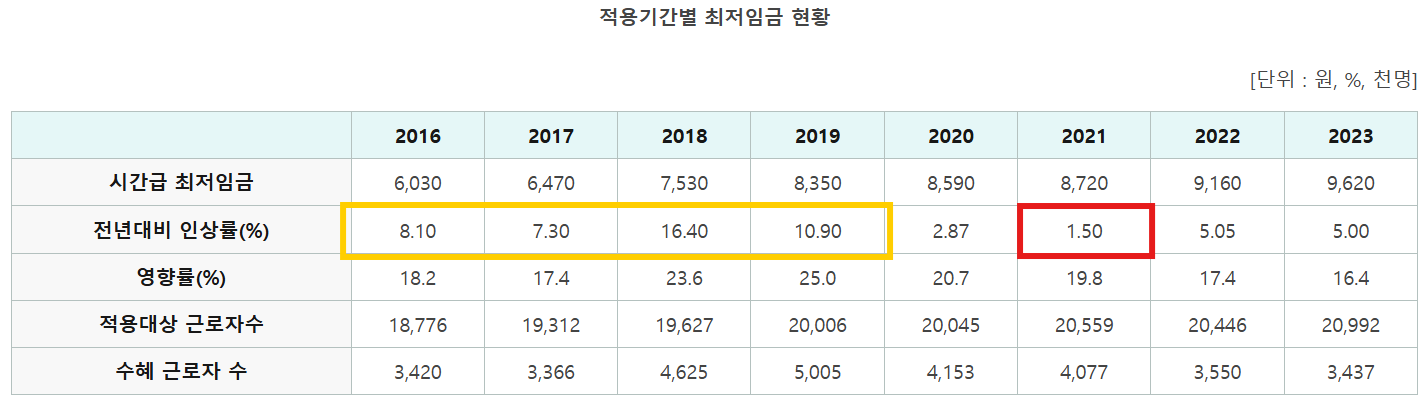 적용기간별 최저임금 현황
[단위 : 원, %, 천명]
2016 2017 2018 2019 2020 2021 2022 2023
시간급 최저임금 6,030 6,470 7,530 8,350 8,590 8,720 9,160 9,620
전년대비 인상률(%) 8.10 7.30 16.40 10.90 2.87 1.50 5.05 5.00
영향률(%) 18.2 17.4 23.6 25.0 20.7 19.8 17.4 16.4
적용대상 근로자수 18,776 19,312 19,627 20,006 20,045 20,559 20,446 20,992
수혜 근로자 수 3,420 3,366 4,625 5,005 4,153 4,077 3,550 3,437